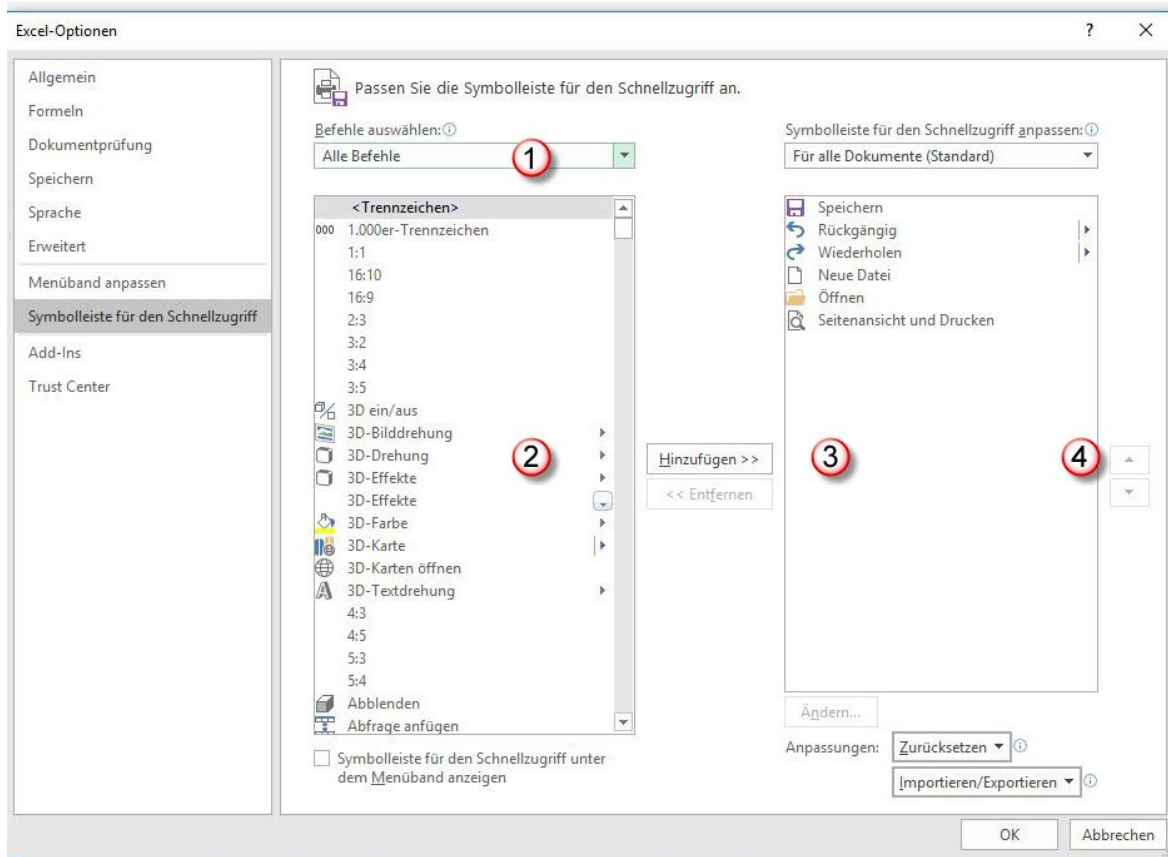 Excel-Optionen
?
Allgemein
Formeln
Dokumentprüfung
Speichern
Sprache
Erweitert
Menüband anpassen
Symbolleiste für den Schnellzugriff
Add-Ins
Trust Center
Passen Sie die Symbolleiste für den Schnellzugriff an.
Befehle auswählen:
Alle Befehle
1
<Trennzeichen>
000 1.000er-Trennzeichen
1:1
16:10
16:9
2:3
3:2
3:4
3:5
3D ein/aus
3D-Bilddrehung
3D-Drehung
3D-Effekte
3D-Effekte
3D-Farbe
3D-Karte
3D-Karten öffnen
3D-Textdrehung
4:3
4:5
5:3
5:4
Abblenden
Abfrage anfügen
2
Symbolleiste für den Schnellzugriff unter
dem Menüband anzeigen
Hinzufügen >>
<< Entfernen
Symbolleiste für den Schnellzugriff anpassen:
Für alle Dokumente (Standard)
Speichern
Rückgängig
Wiederholen
Neue Datei
Öffnen
Seitenansicht und Drucken
3
4
Ändern...
Anpassungen: Zurücksetzen
Importieren/Exportieren
OK
Abbrechen